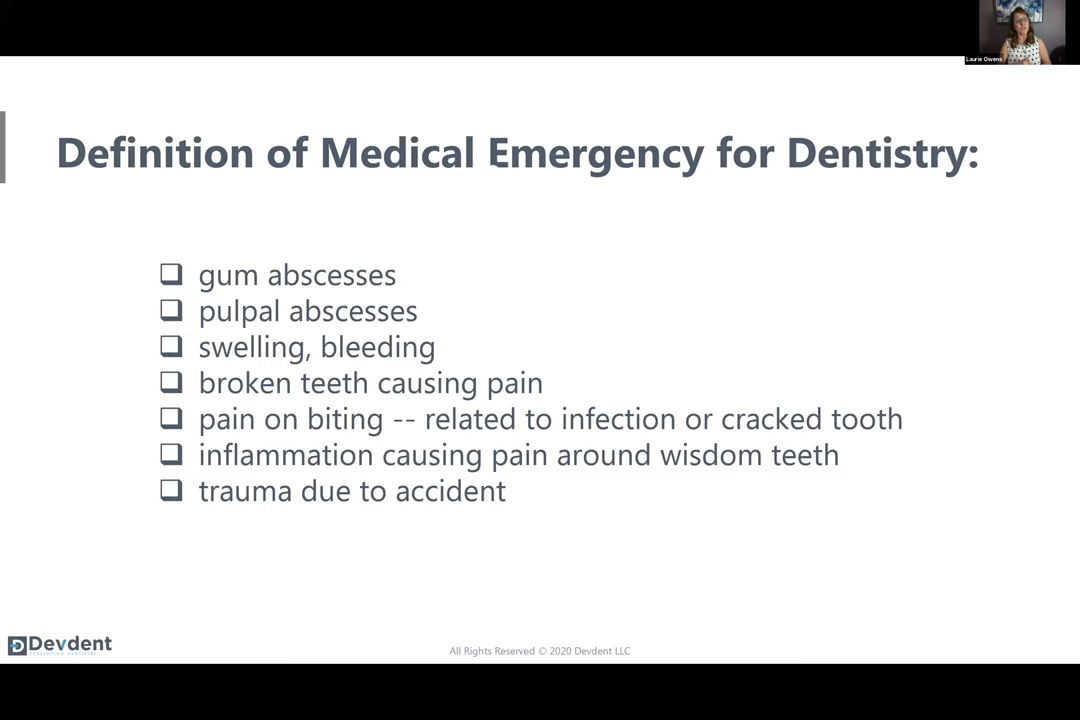 Laurie Owens
Definition of Medical Emergency for Dentistry:
❑ gum abscesses
❑ pulpal abscesses
❑ swelling, bleeding
❑ broken teeth causing pain
❑ pain on biting -- related to infection or cracked tooth
❑ inflammation causing pain around wisdom teeth
❑ trauma due to accident
Devdent
All Rights Reserved © 2020 Devdent LLC